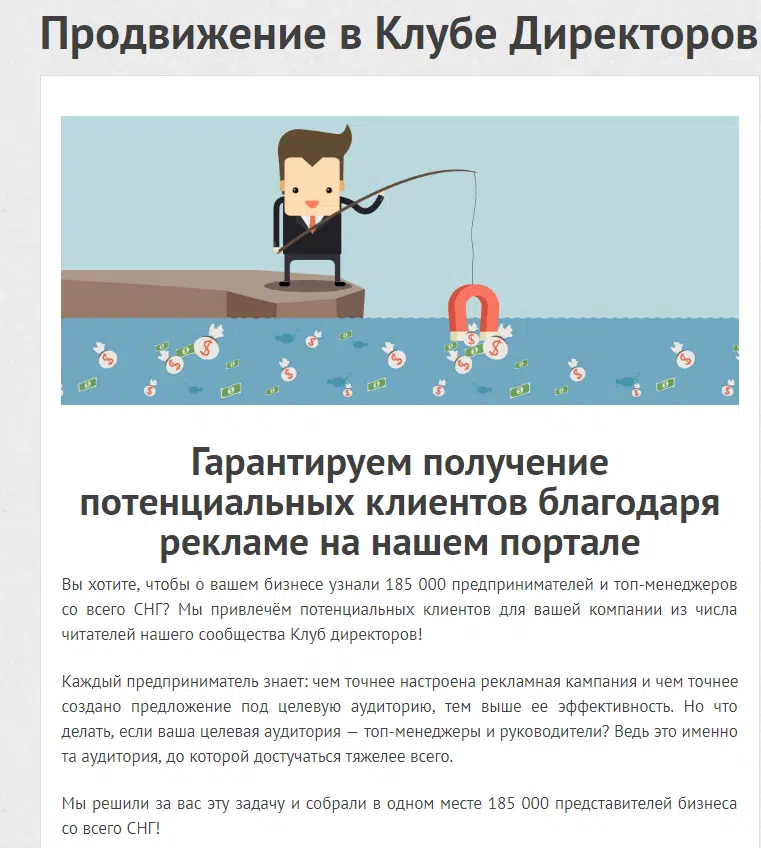 Продвижение в Клубе Директоров
Гарантируем получение
потенциальных клиентов благодаря
рекламе на нашем портале
Вы хотите, чтобы о вашем бизнесе узнали 185 000 предпринимателей и топ-менеджеров
со всего СНГ? Мы привлечём потенциальных клиентов для вашей компании из числа
читателей нашего сообщества Клуб директоров!
Каждый предприниматель знает: чем точнее настроена рекламная кампания и чем точнее
создано предложение под целевую аудиторию, тем выше ее эффективность. Но что
делать, если ваша целевая аудитория — топ-менеджеры и руководители? Ведь это именно
та аудитория, до которой достучаться тяжелее всего.
Мы решили за вас эту задачу и собрали в одном месте 185 000 представителей бизнеса
со всего СНГ!